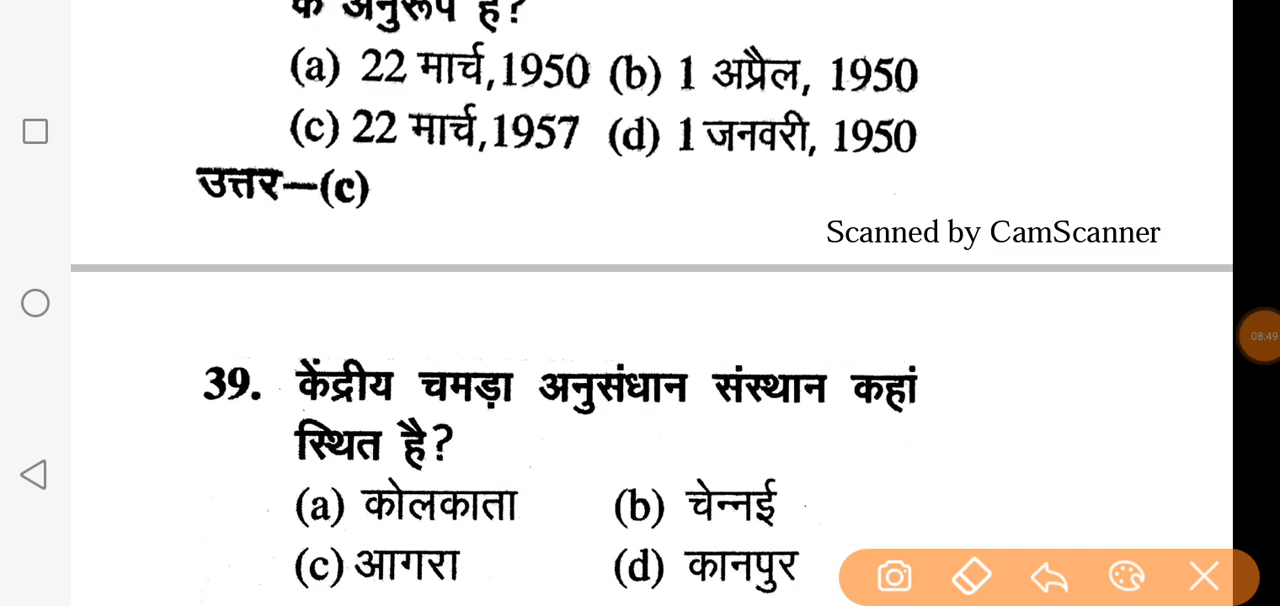 के अनुरूप है?
(a) 22 मार्च,1950 (b) 1 अप्रैल, 1950
(c) 22 मार्च,1957 (d) 1 जनवरी, 1950
उत्तर—(c)
Scanned by CamScanner
08:49
39. केंद्रीय चमड़ा अनुसंधान संस्थान कहां
स्थित है?
(a) कोलकाता (b) चेन्नई
(c) आगरा (d) कानपुर